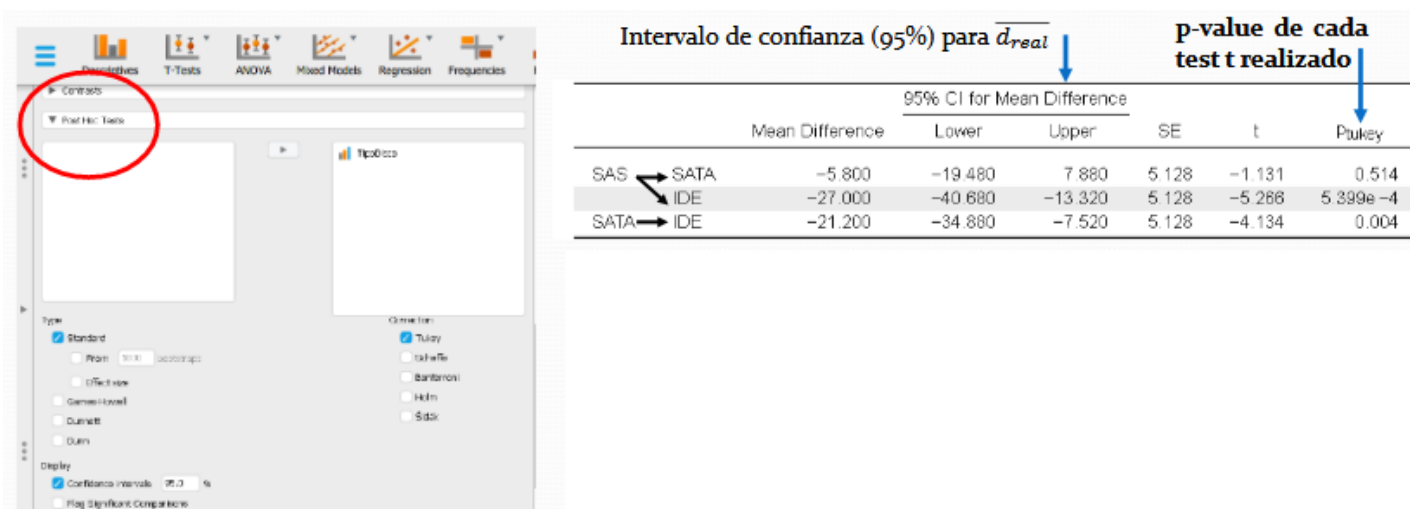 Descriptives T-Tests ANOVA Mixed Models Regression Frequencies
▶ Contrasts
▼ Post Hoc Tests
TipoDisco
Type
Standard
From bootstraps
Effect size
Games-Howell
Dunnett
Dunn
Correction
Tukey
Scheffe
Bonferroni
Holm
Šidák
Display
Confidence intervals 95.0 %
Flag Significant Comparisons
Intervalo de confianza (95%) para d_real
p-value de cada
test t realizado
95% CI for Mean Difference
Mean Difference Lower Upper SE t Ptukey
SAS SATA −5.800 −19.480 7.880 5.128 −1.131 0.514
IDE −27.000 −40.680 −13.320 5.128 −5.266 5.399e −4
SATA IDE −21.200 −34.880 −7.520 5.128 −4.134 0.004